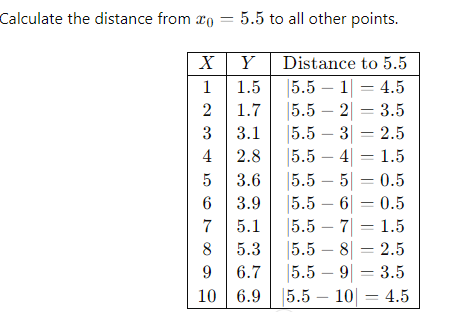 Calculate the distance from x₀ = 5.5 to all other points.
X Y Distance to 5.5
1 1.5 |5.5 − 1| = 4.5
2 1.7 |5.5 − 2| = 3.5
3 3.1 |5.5 − 3| = 2.5
4 2.8 |5.5 − 4| = 1.5
5 3.6 |5.5 − 5| = 0.5
6 3.9 |5.5 − 6| = 0.5
7 5.1 |5.5 − 7| = 1.5
8 5.3 |5.5 − 8| = 2.5
9 6.7 |5.5 − 9| = 3.5
10 6.9 |5.5 − 10| = 4.5